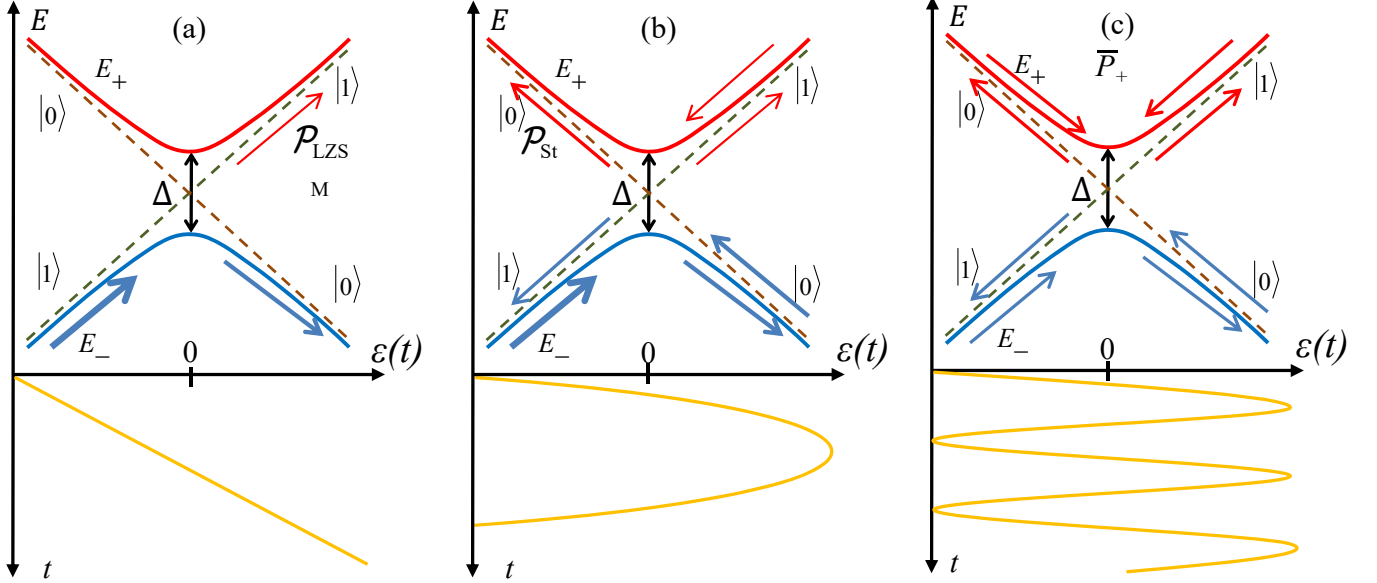 E
(a)
E+
|0⟩
|1⟩
𝒫LZS
M
Δ
|1⟩
|0⟩
E−
0
ε(t)
t
E
(b)
E+
|0⟩
|1⟩
𝒫St
Δ
|1⟩
|0⟩
E−
0
ε(t)
t
E
(c)
P̅+
E+
|0⟩
|1⟩
Δ
|1⟩
|0⟩
E−
0
ε(t)
t